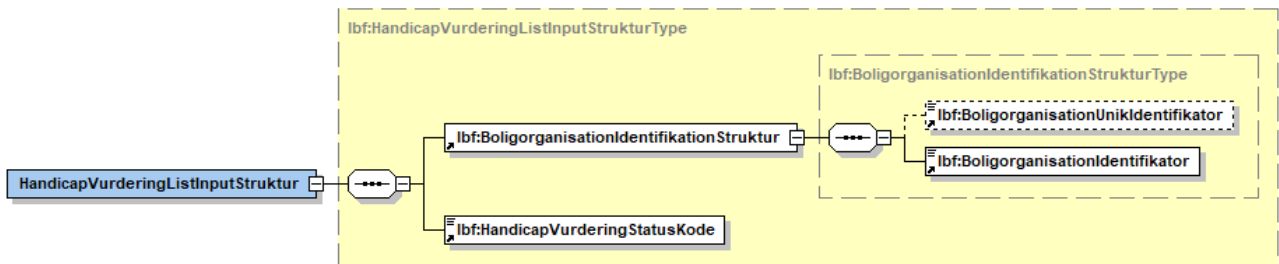 lbf:HandicapVurderingListInputStrukturType
lbf:BoligorganisationIdentifikationStrukturType
lbf:BoligorganisationUnikIdentifikator
lbf:BoligorganisationIdentifikationStruktur
lbf:BoligorganisationIdentifikator
HandicapVurderingListInputStruktur
lbf:HandicapVurderingStatusKode